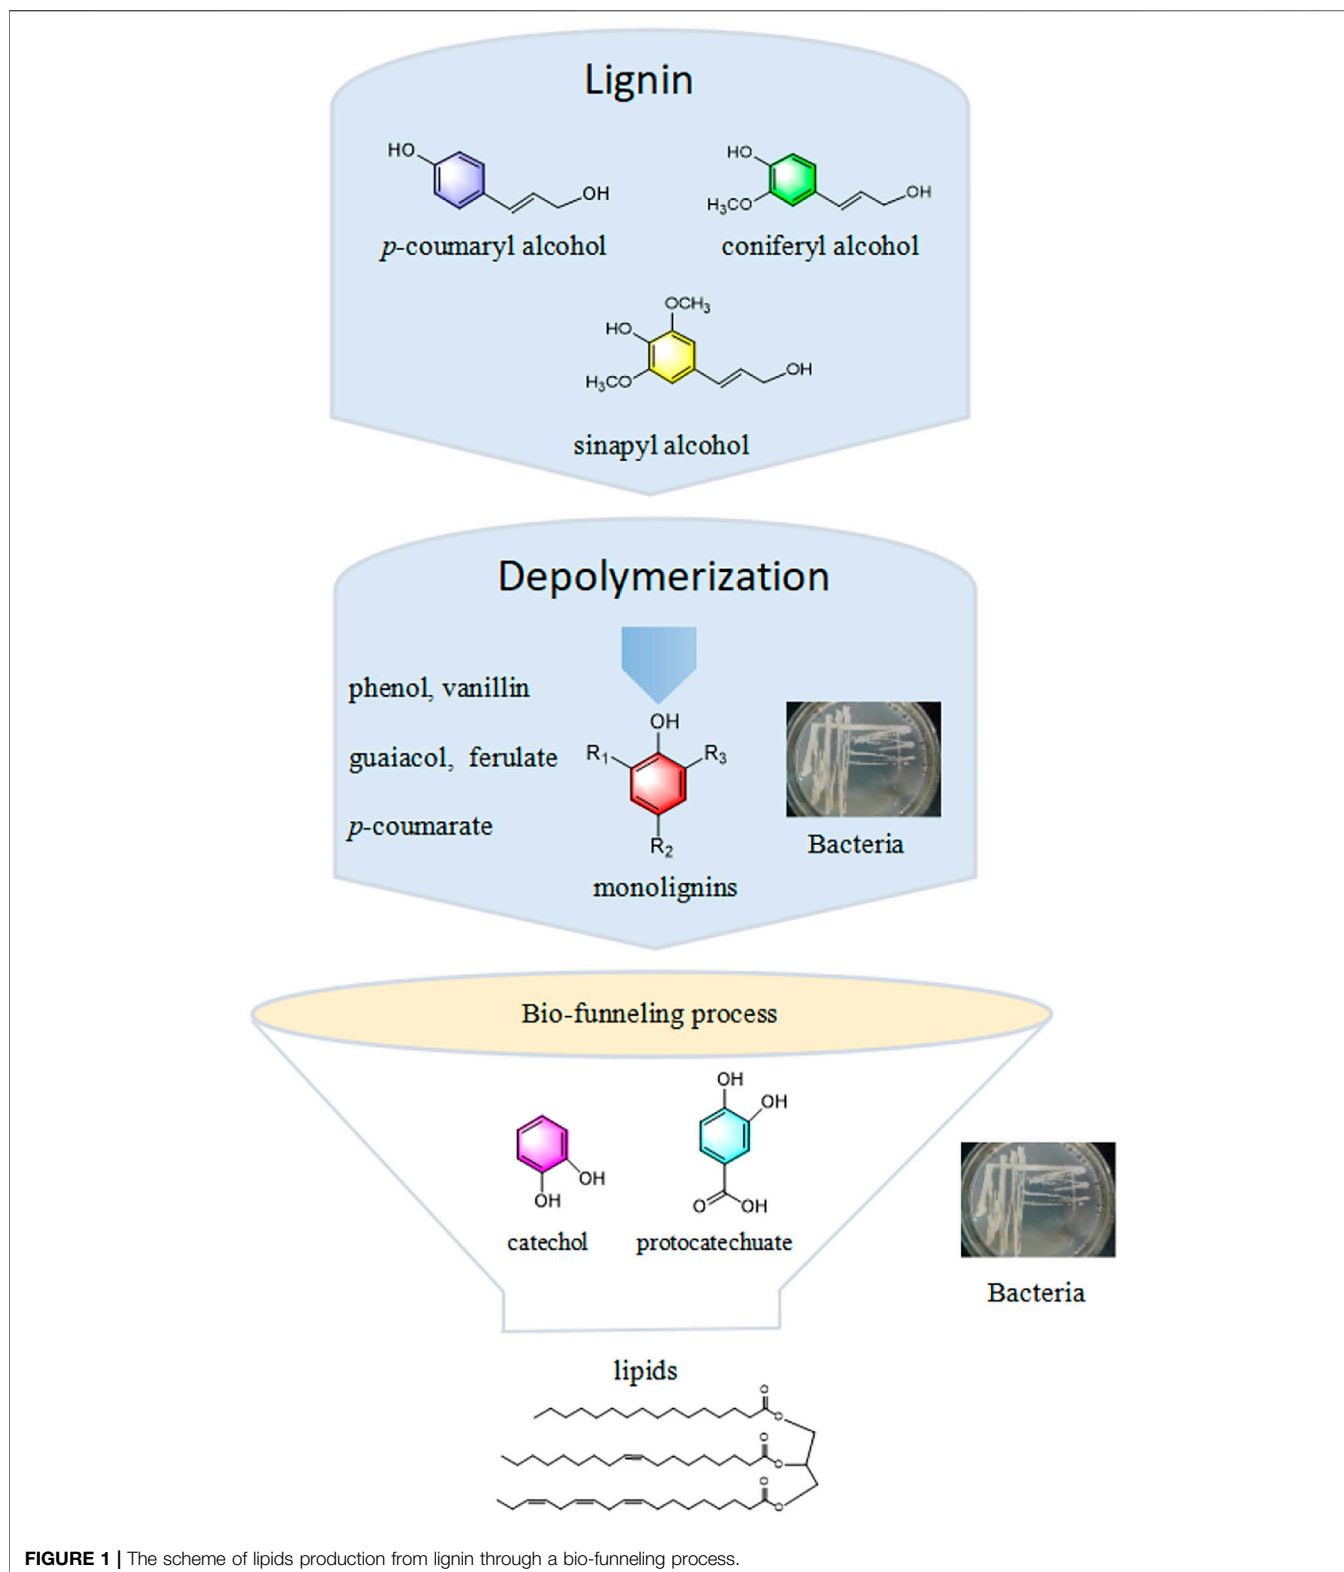 Lignin
HO
OH
p-coumaryl alcohol
HO
H₃CO
OH
coniferyl alcohol
OCH₃
HO
H₃CO
OH
sinapyl alcohol
Depolymerization
phenol, vanillin
guaiacol, ferulate
p-coumarate
OH
R₁
R₃
R₂
monolignins
Bacteria
Bio-funneling process
OH
OH
catechol
OH
OH
O
OH
protocatechuate
Bacteria
lipids
O
O
O
O
O
O
FIGURE 1 | The scheme of lipids production from lignin through a bio-funneling process.